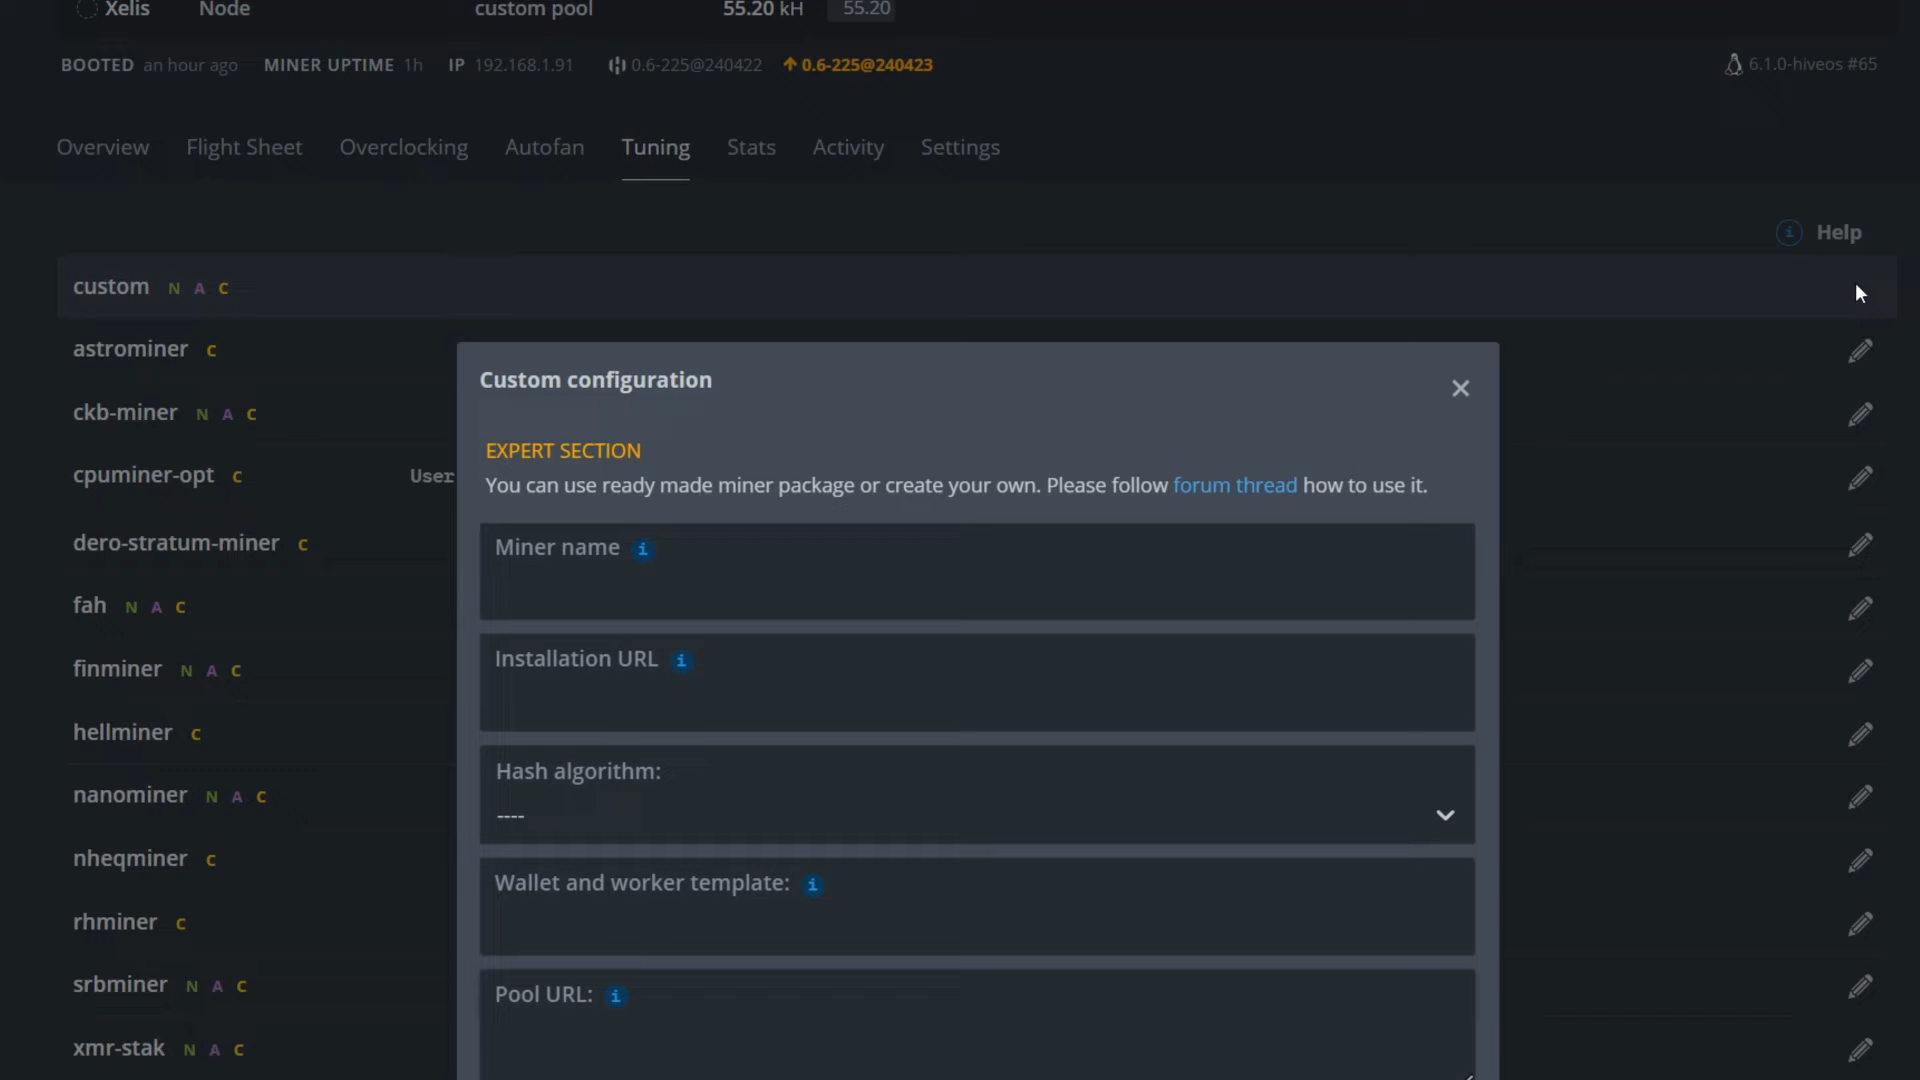 Xelis Node custom pool 55.20 kH 55.20
BOOTED an hour ago MINER UPTIME 1h IP 192.168.1.91 0.6-225@240422 0.6-225@240423 6.1.0-hiveos #65
Overview Flight Sheet Overclocking Autofan Tuning Stats Activity Settings
i Help
custom N A C
astrominer C
ckb-miner N A C
cpuminer-opt C User
dero-stratum-miner C
fah N A C
finminer N A C
hellminer C
nanominer N A C
nheqminer C
rhminer C
srbminer N A C
xmr-stak N A C
Custom configuration
EXPERT SECTION
You can use ready made miner package or create your own. Please follow forum thread how to use it.
Miner name i
Installation URL i
Hash algorithm:
----
Wallet and worker template: i
Pool URL: i